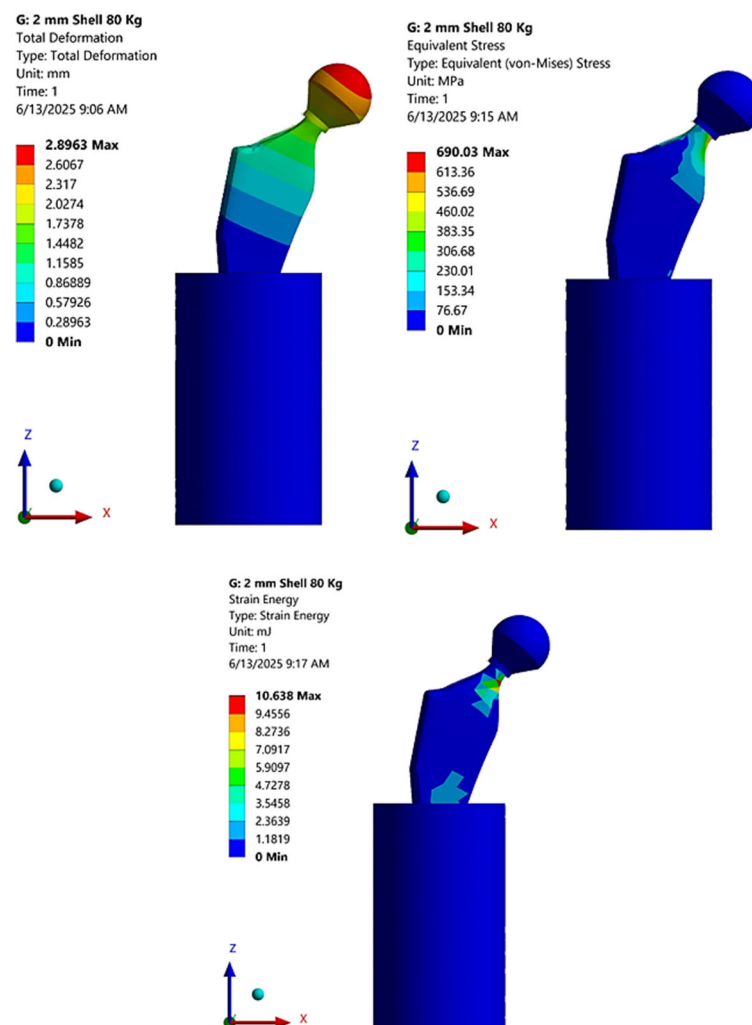 G: 2 mm Shell 80 Kg
Total Deformation
Type: Total Deformation
Unit: mm
Time: 1
6/13/2025 9:06 AM
2.8963 Max
2.6067
2.317
2.0274
1.7378
1.4482
1.1585
0.86889
0.57926
0.28963
0 Min
Z
X
G: 2 mm Shell 80 Kg
Equivalent Stress
Type: Equivalent (von-Mises) Stress
Unit: MPa
Time: 1
6/13/2025 9:15 AM
690.03 Max
613.36
536.69
460.02
383.35
306.68
230.01
153.34
76.67
0 Min
Z
X
G: 2 mm Shell 80 Kg
Strain Energy
Type: Strain Energy
Unit: mJ
Time: 1
6/13/2025 9:17 AM
10.638 Max
9.4556
8.2736
7.0917
5.9097
4.7278
3.5458
2.3639
1.1819
0 Min
Z
X